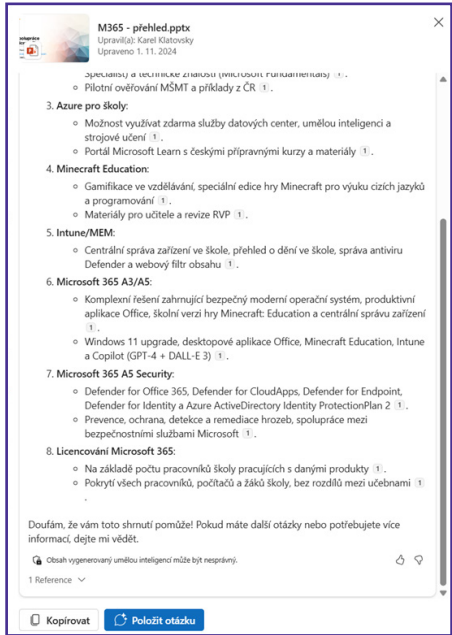 M365 - přehled.pptx
Upravil(a): Karel Klatovsky
Upraveno 1. 11. 2024
Specialist) a technické znalosti (Microsoft Fundamentals) 1.
Pilotní ověřování MŠMT a příklady z ČR 1.
3. Azure pro školy:
Možnost využívat zdarma služby datových center, umělou inteligenci a
strojové učení 1.
Portál Microsoft Learn s českými přípravnými kurzy a materiály 1.
4. Minecraft Education:
Gamifikace ve vzdělávání, speciální edice hry Minecraft pro výuku cizích jazyků
a programování 1.
Materiály pro učitele a revize RVP 1.
5. Intune/MEM:
Centrální správa zařízení ve škole, přehled o dění ve škole, správa antiviru
Defender a webový filtr obsahu 1.
6. Microsoft 365 A3/A5:
Komplexní řešení zahrnující bezpečný moderní operační systém, produktivní
aplikace Office, školní verzi hry Minecraft: Education a centrální správu zařízení
1.
Windows 11 upgrade, desktopové aplikace Office, Minecraft Education, Intune
a Copilot (GPT-4 + DALL-E 3) 1.
7. Microsoft 365 A5 Security:
Defender for Office 365, Defender for CloudApps, Defender for Endpoint,
Defender for Identity a Azure ActiveDirectory Identity ProtectionPlan 2 1.
Prevence, ochrana, detekce a remediace hrozeb, spolupráce mezi
bezpečnostními službami Microsoft 1.
8. Licencování Microsoft 365:
Na základě počtu pracovníků školy pracujících s danými produkty 1.
Pokrytí všech pracovníků, počítačů a žáků školy, bez rozdílů mezi učebnami 1
.
Doufám, že vám toto shrnutí pomůže! Pokud máte další otázky nebo potřebujete více
informací, dejte mi vědět.
Obsah vygenerovaný umělou inteligencí může být nesprávný.
1 Reference
Kopírovat
Položit otázku